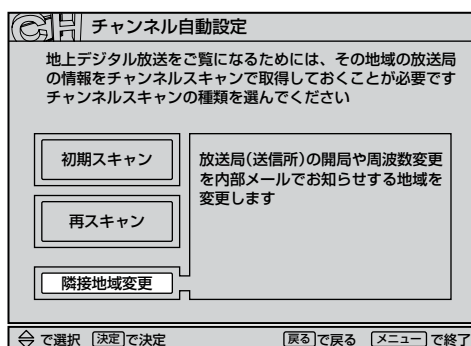 CH チャンネル自動設定
地上デジタル放送をご覧になるためには、その地域の放送局
の情報をチャンネルスキャンで取得しておくことが必要です
チャンネルスキャンの種類を選んでください
初期スキャン
再スキャン
隣接地域変更
放送局(送信所)の開局や周波数変更
を内部メールでお知らせする地域を
変更します
で選択 決定で決定 戻るで戻る メニューで終了